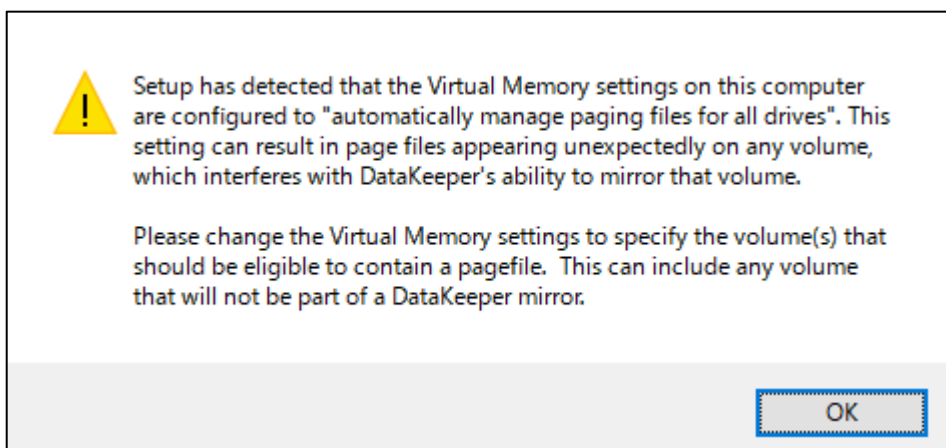 Setup has detected that the Virtual Memory settings on this computer
are configured to "automatically manage paging files for all drives". This
setting can result in page files appearing unexpectedly on any volume,
which interferes with DataKeeper's ability to mirror that volume.
Please change the Virtual Memory settings to specify the volume(s) that
should be eligible to contain a pagefile.  This can include any volume
that will not be part of a DataKeeper mirror.
OK